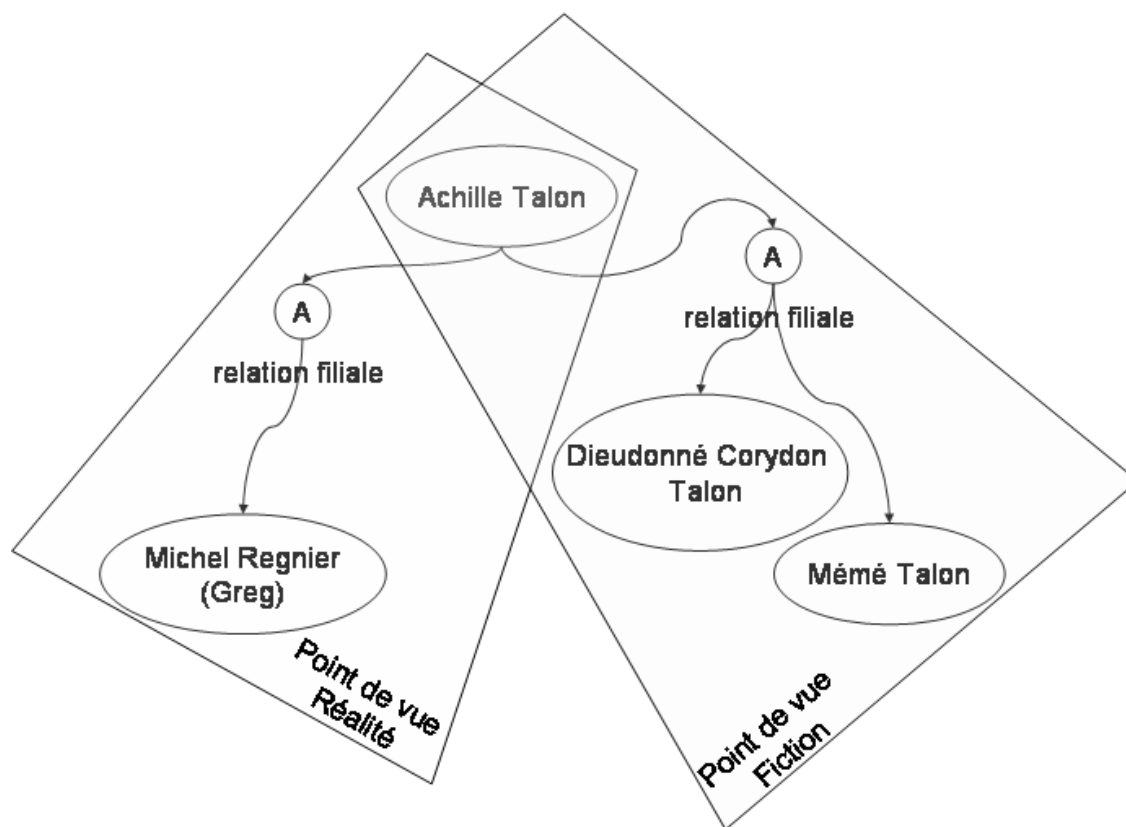 Achille Talon
A
relation filiale
Michel Regnier
(Greg)
Point de vue
Réalité
A
relation filiale
Dieudonné Corydon
Talon
Mémé Talon
Point de vue
Fiction